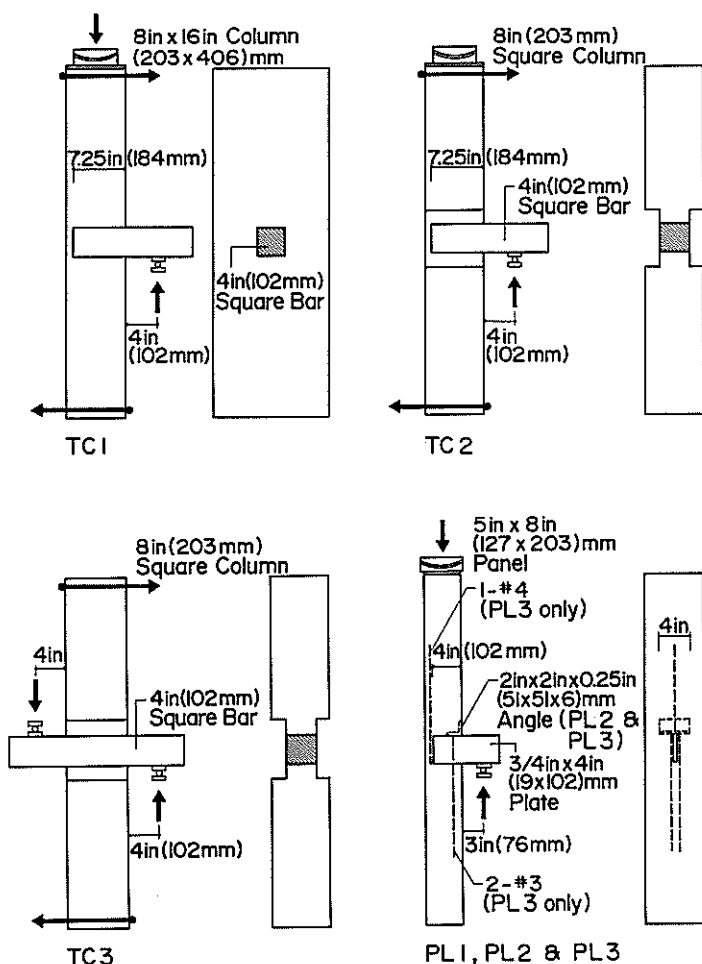 8in x 16in Column
(203 x 406)mm
7.25in (184mm)
4in(102mm)
Square Bar
4in
(102mm)
TC1
8in (203mm)
Square Column
7.25in (184mm)
4in(102mm)
Square Bar
4in
(102mm)
TC2
8in(203mm)
Square Column
4in
4in(102mm)
Square Bar
4in(102mm)
TC3
5in x 8in
(127 x 203)mm
Panel
1-#4
(PL3 only)
4in(102mm)
2inx2inx0.25in
(51x51x6)mm
Angle (PL2 &
PL3)
3/4in x 4in
(19x102)mm
Plate
3in(76mm)
2-#3
(PL3 only)
4in
PL1, PL2 & PL3